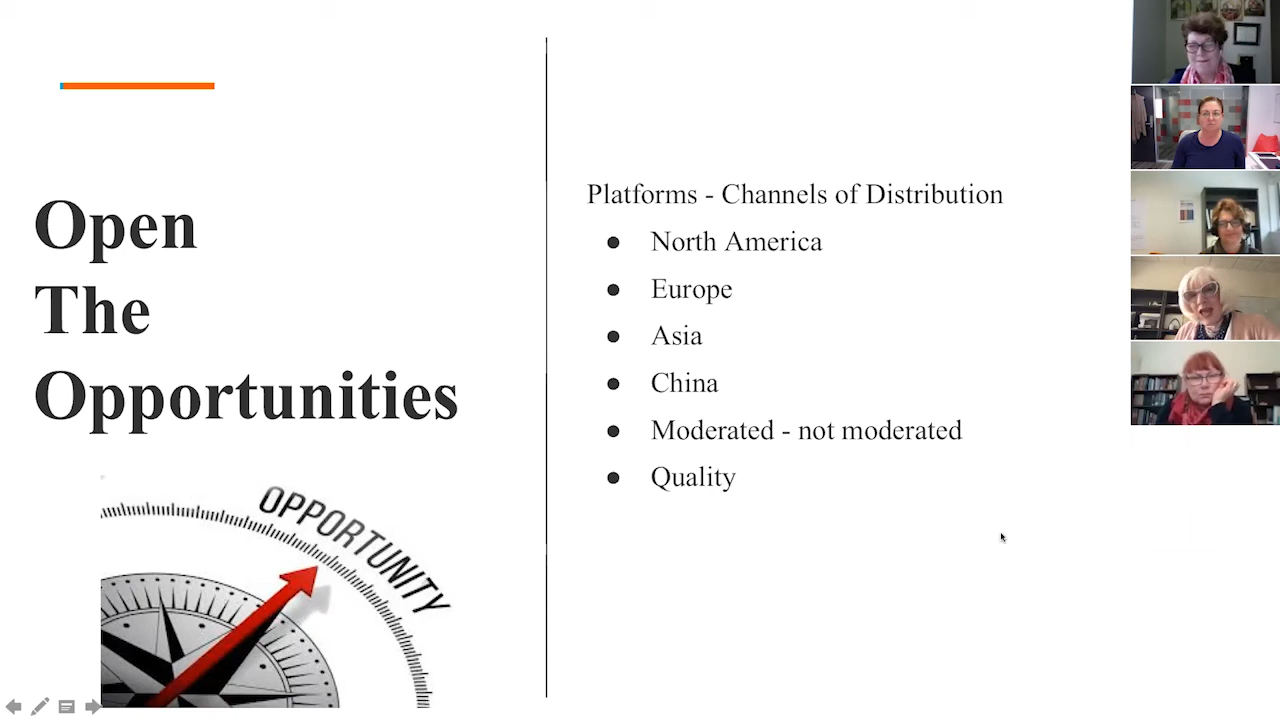 Open
The
Opportunities
OPPORTUNITY
Platforms - Channels of Distribution
● North America
● Europe
● Asia
● China
● Moderated - not moderated
● Quality